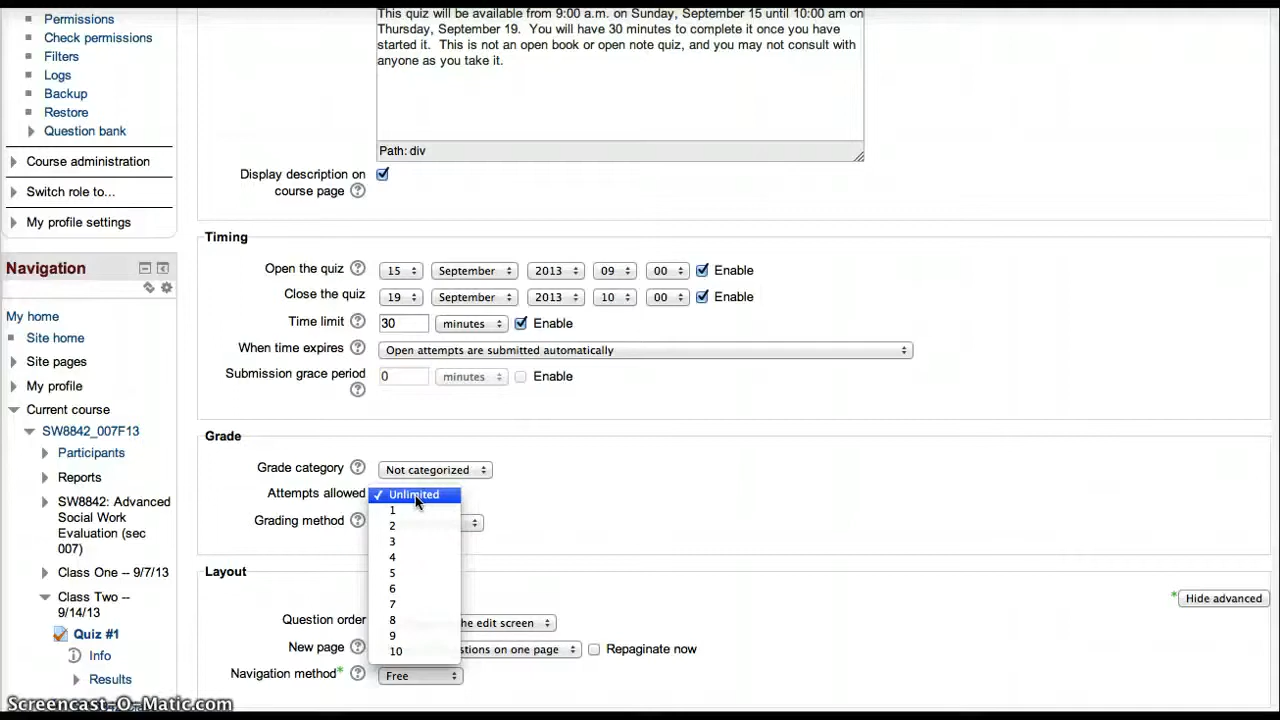 Permissions
Check permissions
Filters
Logs
Backup
Restore
Question bank
Course administration
Switch role to...
My profile settings
Navigation
My home
Site home
Site pages
My profile
Current course
SW8842_007F13
Participants
Reports
SW8842: Advanced
Social Work
Evaluation (sec
007)
Class One -- 9/7/13
Class Two --
9/14/13
Quiz #1
Info
Results
This quiz will be available from 9:00 a.m. on Sunday, September 15 until 10:00 am on
Thursday, September 19. You will have 30 minutes to complete it once you have
started it. This is not an open book or open note quiz, and you may not consult with
anyone as you take it.
Path: div
Display description on
course page
Timing
Open the quiz 15 September 2013 09 00 Enable
Close the quiz 19 September 2013 10 00 Enable
Time limit 30 minutes Enable
When time expires Open attempts are submitted automatically
Submission grace period 0 minutes Enable
Grade
Grade category Not categorized
Attempts allowed Unlimited
1
2
3
4
5
6
7
8
9
10
Grading method
Layout
* Hide advanced
Question order he edit screen
New page stions on one page Repaginate now
Navigation method* Free
Screencast-O-Matic.com